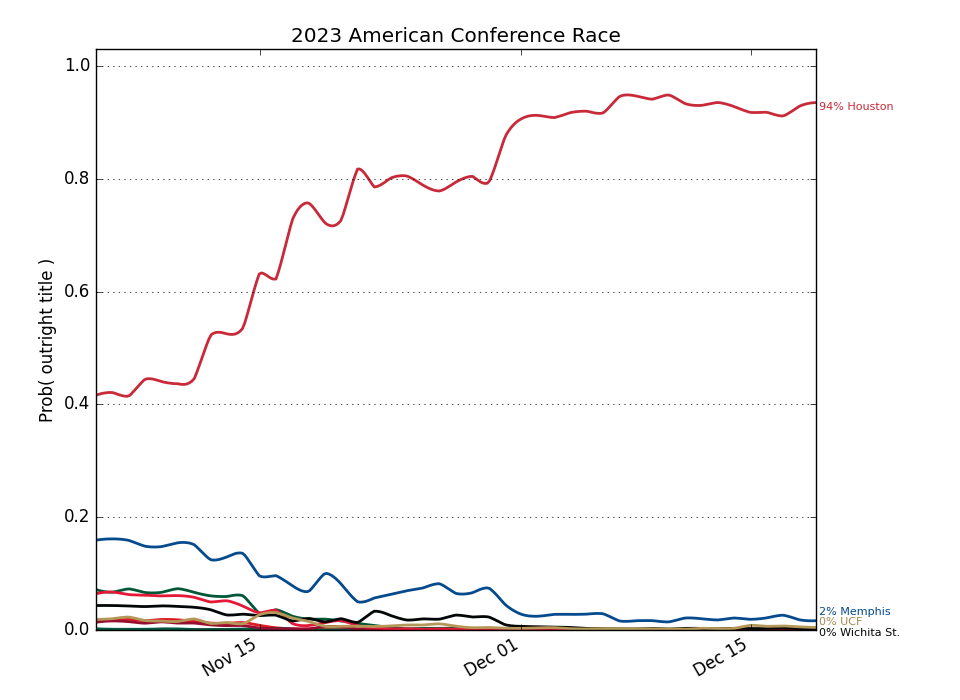 2023 American Conference Race
Prob( outright title )
1.0
0.8
0.6
0.4
0.2
0.0
94% Houston
2% Memphis
0% UCF
0% Wichita St.
Nov 15
Dec 01
Dec 15